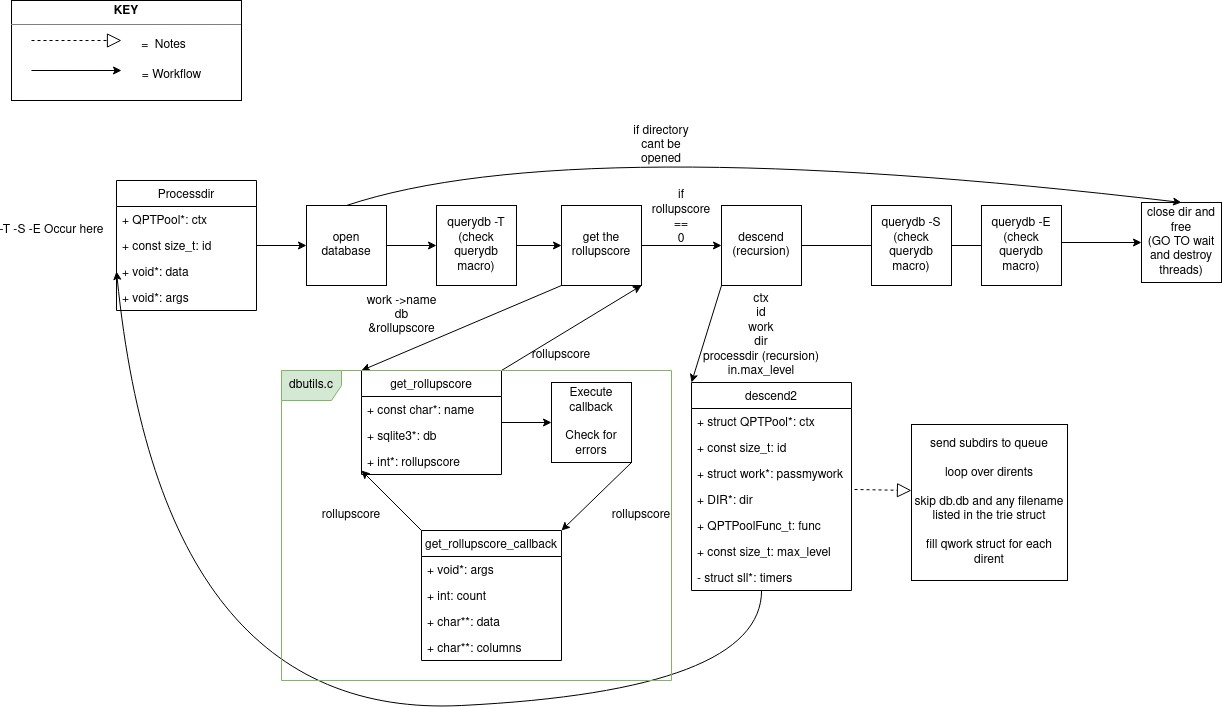 KEY
= Notes
= Workflow
if directory
cant be
opened
-T -S -E Occur here
Processdir
+ QPTPool*: ctx
+ const size_t: id
+ void*: data
+ void*: args
open
database
querydb -T
(check
querydb
macro)
get the
rollupscore
if
rollupscore
==
0
descend
(recursion)
querydb -S
(check
querydb
macro)
querydb -E
(check
querydb
macro)
close dir and
free
(GO TO wait
and destroy
threads)
work ->name
db
&rollupscore
rollupscore
ctx
id
work
dir
processdir (recursion)
in.max_level
dbutils.c
get_rollupscore
+ const char*: name
+ sqlite3*: db
+ int*: rollupscore
Execute
callback
Check for
errors
rollupscore
rollupscore
get_rollupscore_callback
+ void*: args
+ int: count
+ char**: data
+ char**: columns
descend2
+ struct QPTPool*: ctx
+ const size_t: id
+ struct work*: passmywork
+ DIR*: dir
+ QPTPoolFunc_t: func
+ const size_t: max_level
- struct sll*: timers
send subdirs to queue
loop over dirents
skip db.db and any filename
listed in the trie struct
fill qwork struct for each
dirent